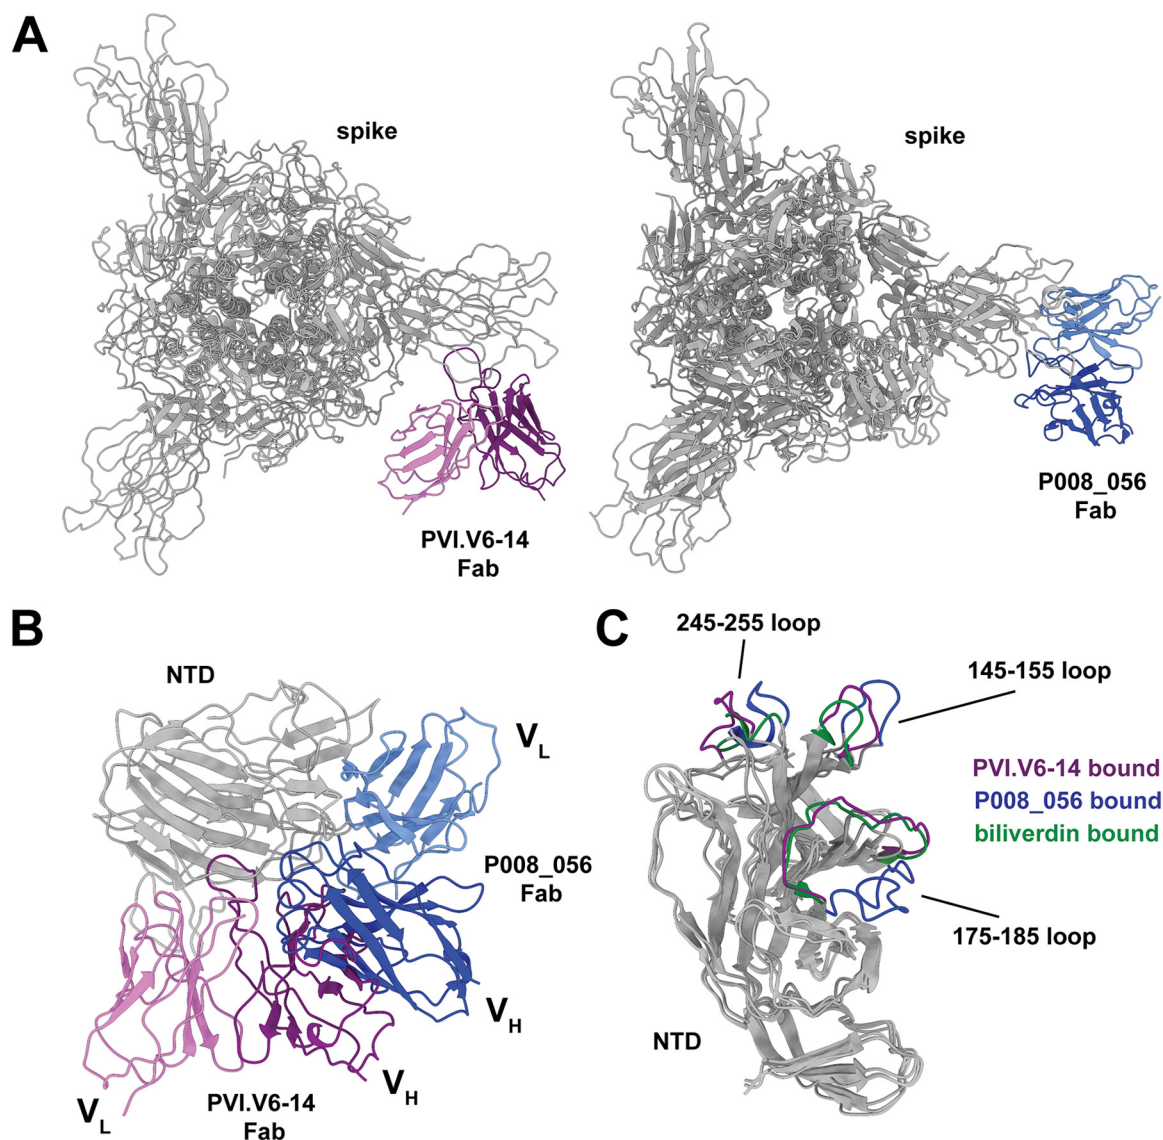 A
spike
spike
PVI.V6-14
Fab
P008_056
Fab
B
NTD
VL
P008_056
Fab
VH
VH
PVI.V6-14
Fab
VL
C
245-255 loop
145-155 loop
PVI.V6-14 bound
P008_056 bound
biliverdin bound
175-185 loop
NTD